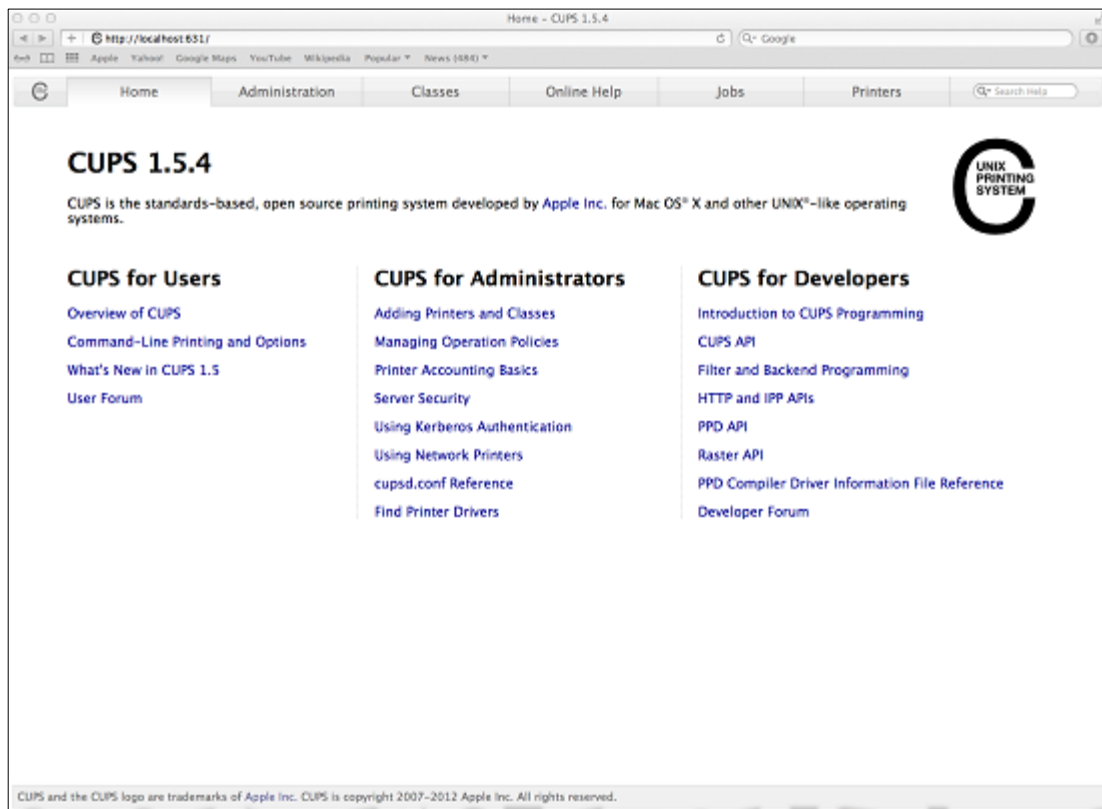 Home – CUPS 1.5.4
http://localhost:631/
Google
Apple Yahoo! Google Maps YouTube Wikipedia Popular News (484)
Home Administration Classes Online Help Jobs Printers Search Help
CUPS 1.5.4
UNIX
PRINTING
SYSTEM
CUPS is the standards-based, open source printing system developed by Apple Inc. for Mac OS® X and other UNIX®-like operating
systems.
CUPS for Users
Overview of CUPS
Command-Line Printing and Options
What's New in CUPS 1.5
User Forum
CUPS for Administrators
Adding Printers and Classes
Managing Operation Policies
Printer Accounting Basics
Server Security
Using Kerberos Authentication
Using Network Printers
cupsd.conf Reference
Find Printer Drivers
CUPS for Developers
Introduction to CUPS Programming
CUPS API
Filter and Backend Programming
HTTP and IPP APIs
PPD API
Raster API
PPD Compiler Driver Information File Reference
Developer Forum
CUPS and the CUPS logo are trademarks of Apple Inc. CUPS is copyright 2007–2012 Apple Inc. All rights reserved.